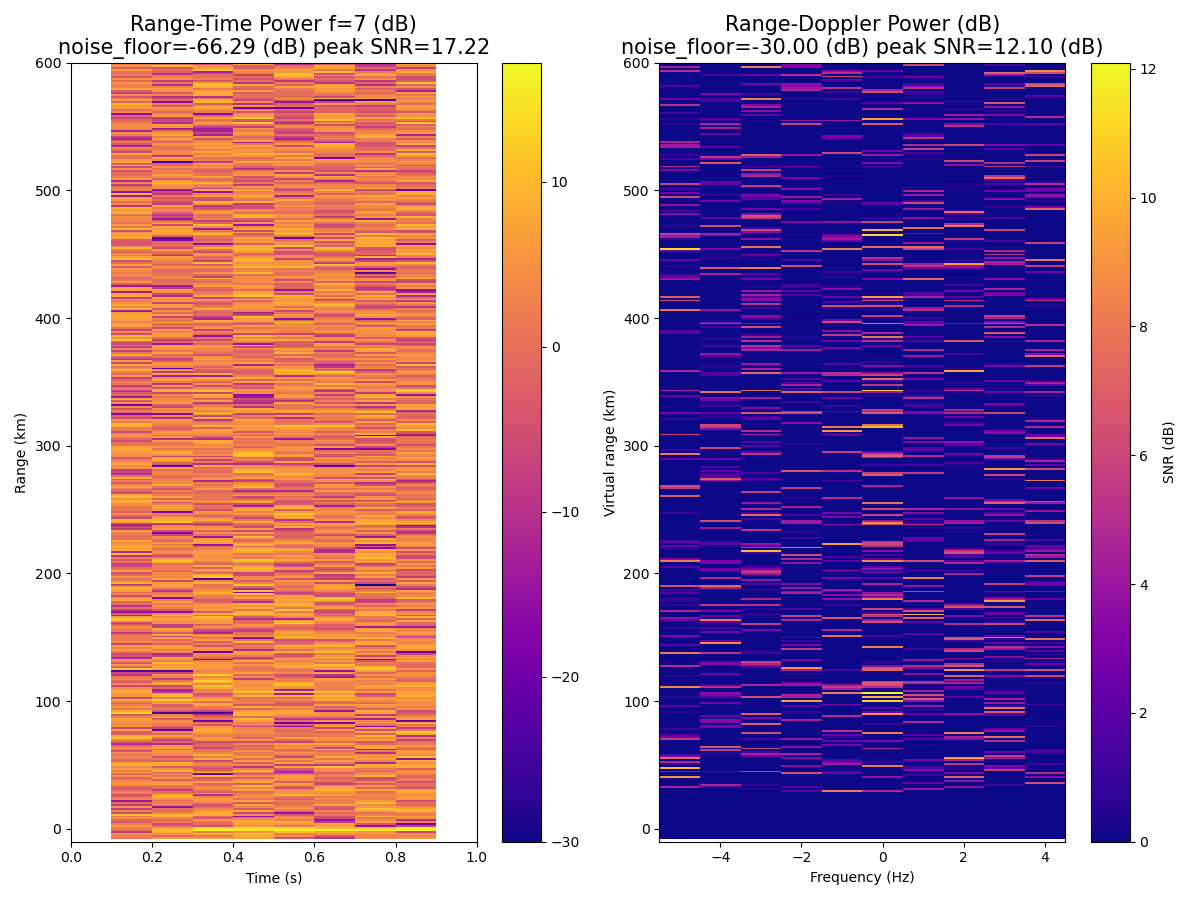 Range-Time Power f=7 (dB)
noise_floor=-66.29 (dB) peak SNR=17.22
Range (km)
600
500
400
300
200
100
0
0.0 0.2 0.4 0.6 0.8 1.0
Time (s)
10
0
−10
−20
−30
Range-Doppler Power (dB)
noise_floor=-30.00 (dB) peak SNR=12.10 (dB)
Virtual range (km)
600
500
400
300
200
100
0
−4 −2 0 2 4
Frequency (Hz)
12
10
8
6
4
2
0
SNR (dB)